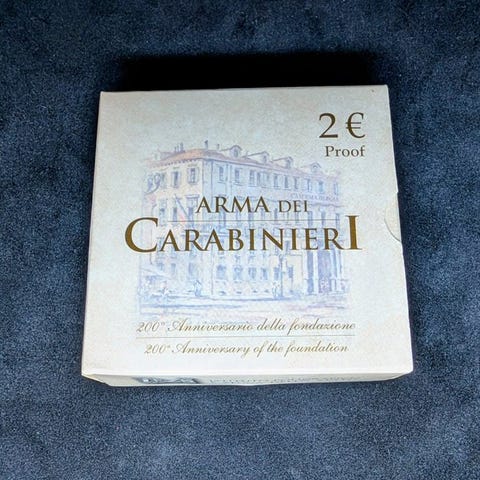 2 €
Proof
ARMA DEI
CARABINIERI
200° Anniversario della fondazione
200° Anniversary of the foundation